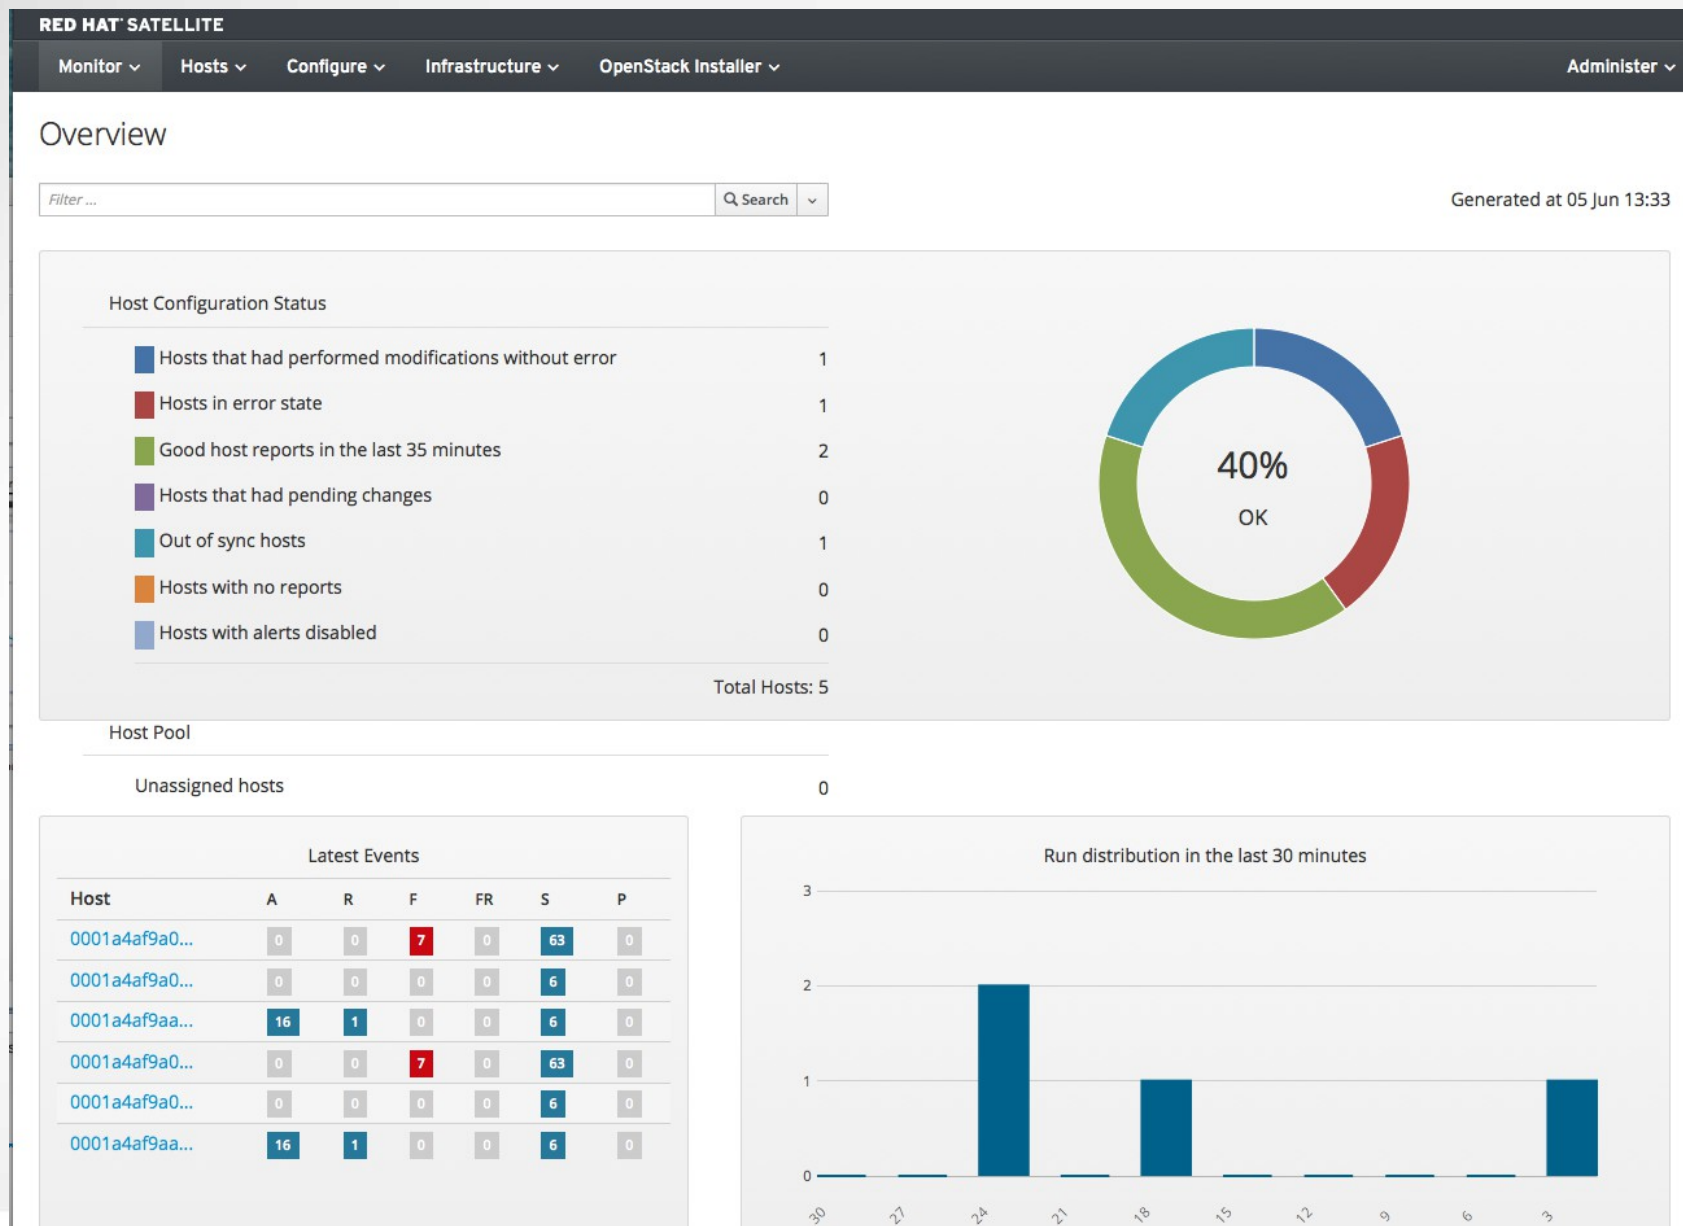 RED HAT SATELLITE
Monitor Hosts Configure Infrastructure OpenStack Installer Administer
Overview
Filter ... Search Generated at 05 Jun 13:33
Host Configuration Status
Hosts that had performed modifications without error 1
Hosts in error state 1
Good host reports in the last 35 minutes 2
Hosts that had pending changes 0
Out of sync hosts 1
Hosts with no reports 0
Hosts with alerts disabled 0
Total Hosts: 5
40%
OK
Host Pool
Unassigned hosts 0
Latest Events
Host A R F FR S P
0001a4af9a0... 0 0 7 0 63 0
0001a4af9a0... 0 0 0 0 6 0
0001a4af9aa... 16 1 0 0 6 0
0001a4af9a0... 0 0 7 0 63 0
0001a4af9a0... 0 0 0 0 6 0
0001a4af9aa... 16 1 0 0 6 0
Run distribution in the last 30 minutes
3
2
1
0
30 27 24 21 18 15 12 9 6 3